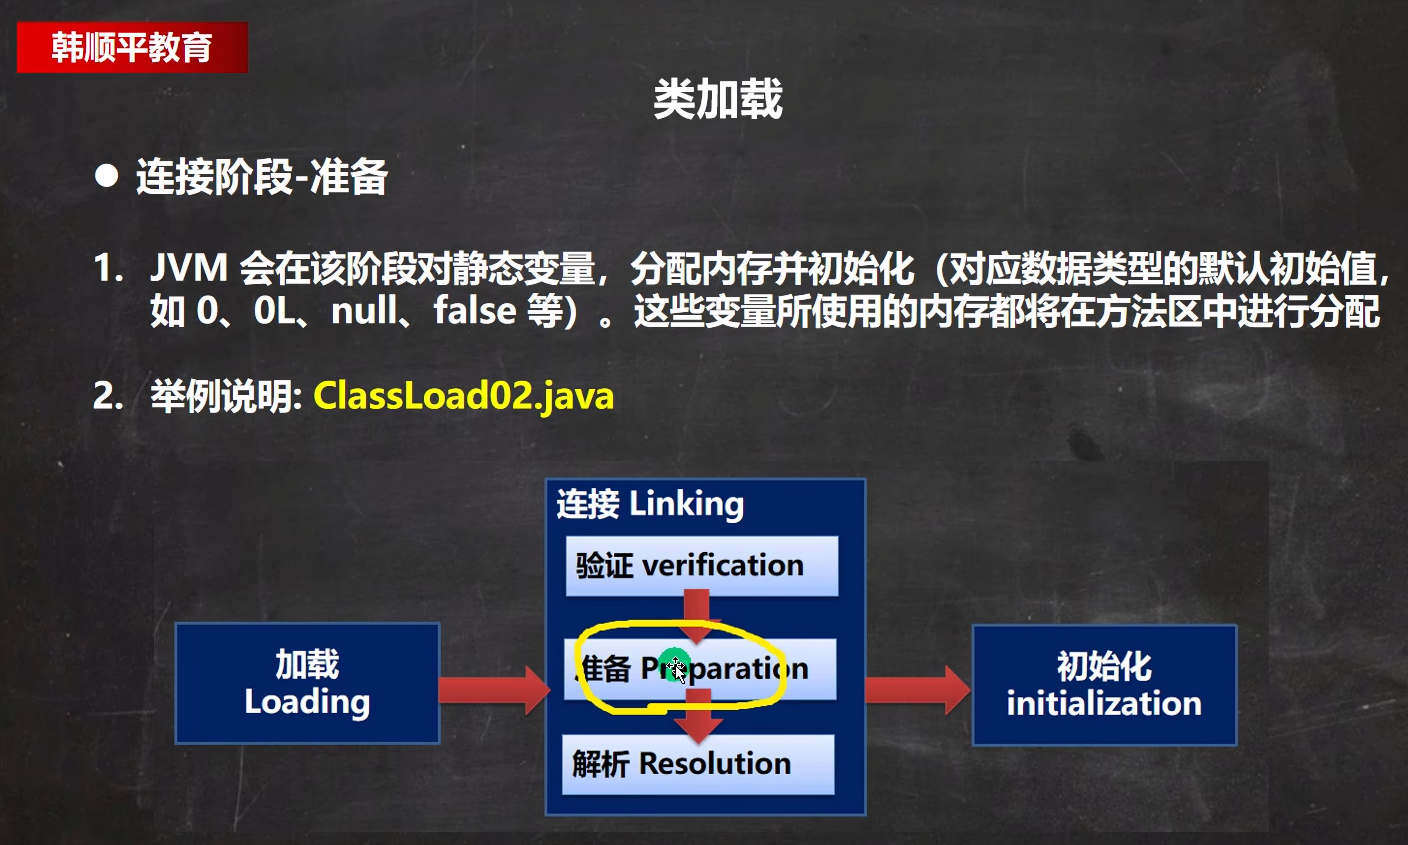 韩顺平教育
类加载
● 连接阶段-准备
1. JVM 会在该阶段对静态变量，分配内存并初始化（对应数据类型的默认初始值，
如 0、0L、null、false 等）。这些变量所使用的内存都将在方法区中进行分配
2. 举例说明: ClassLoad02.java
连接 Linking
验证 verification
准备 Preparation
解析 Resolution
加载
Loading
初始化
initialization